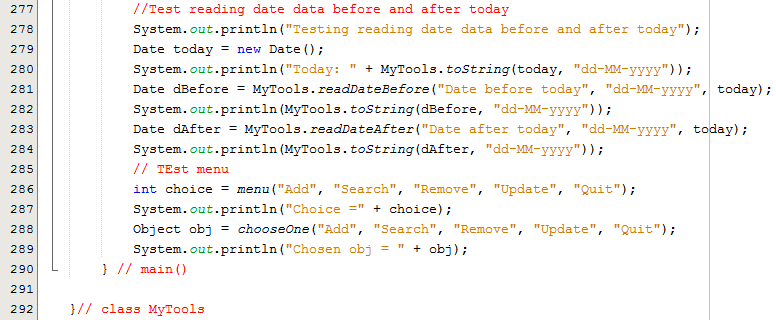 277 //Test reading date data before and after today
278 System.out.println("Testing reading date data before and after today");
279 Date today = new Date();
280 System.out.println("Today: " + MyTools.toString(today, "dd-MM-yyyy"));
281 Date dBefore = MyTools.readDateBefore("Date before today", "dd-MM-yyyy", today);
282 System.out.println(MyTools.toString(dBefore, "dd-MM-yyyy"));
283 Date dAfter = MyTools.readDateAfter("Date after today", "dd-MM-yyyy", today);
284 System.out.println(MyTools.toString(dAfter, "dd-MM-yyyy"));
285 // TEst menu
286 int choice = menu("Add", "Search", "Remove", "Update", "Quit");
287 System.out.println("Choice =" + choice);
288 Object obj = chooseOne("Add", "Search", "Remove", "Update", "Quit");
289 System.out.println("Chosen obj = " + obj);
290 } // main()
291
292 }// class MyTools